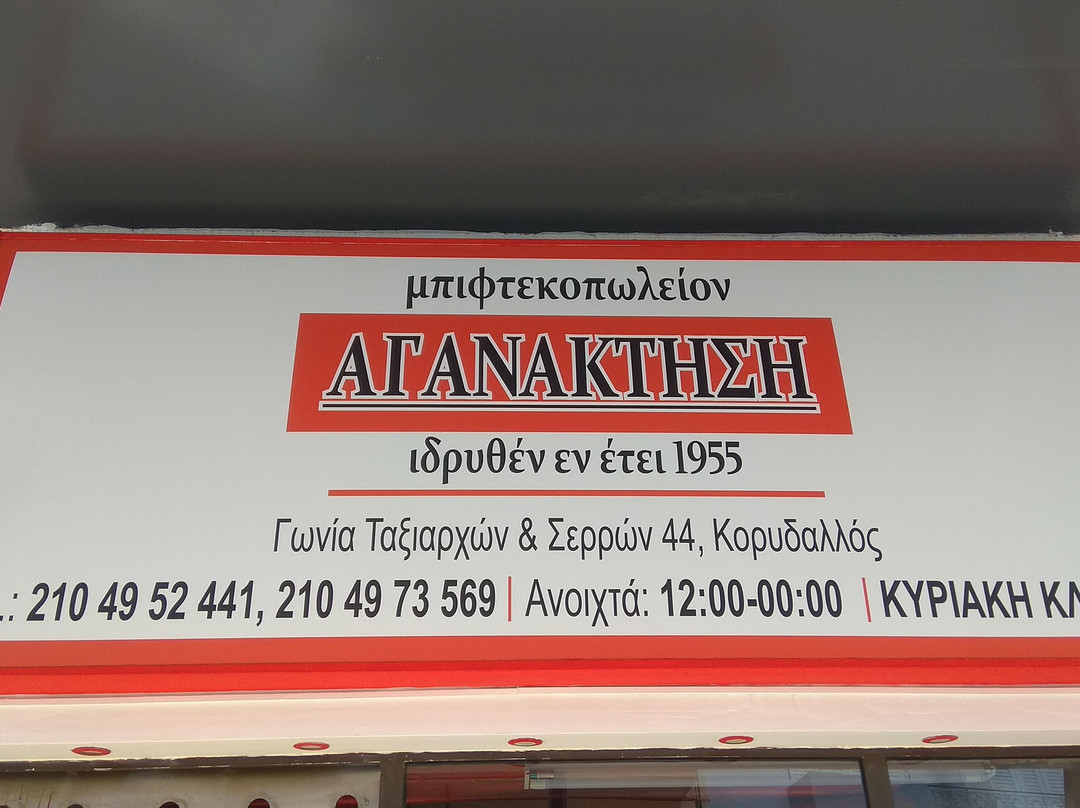 μπιφτεκοπωλείον
ΑΓΑΝΑΚΤΗΣΗ
ιδρυθέν εν έτει 1955
Γωνία Ταξιαρχών & Σερρών 44, Κορυδαλλός
.: 210 49 52 441, 210 49 73 569 | Ανοιχτά: 12:00-00:00 | ΚΥΡΙΑΚΗ ΚΛ